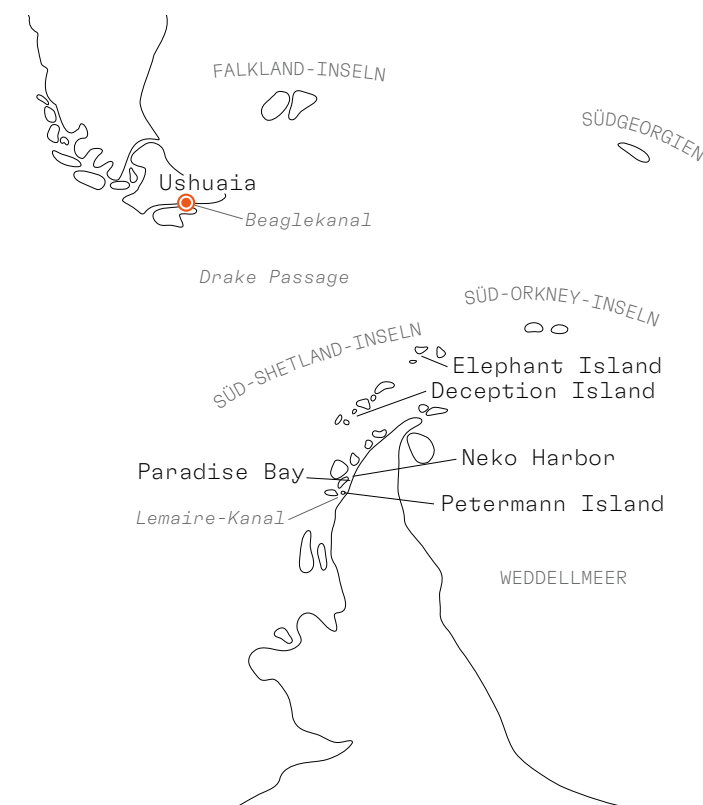 FALKLAND-INSELN
SÜDGEORGIEN
Ushuaia
Beaglekanal
Drake Passage
SÜD-ORKNEY-INSELN
SÜD-SHETLAND-INSELN
Elephant Island
Deception Island
Neko Harbor
Paradise Bay
Petermann Island
Lemaire-Kanal
WEDDELLMEER